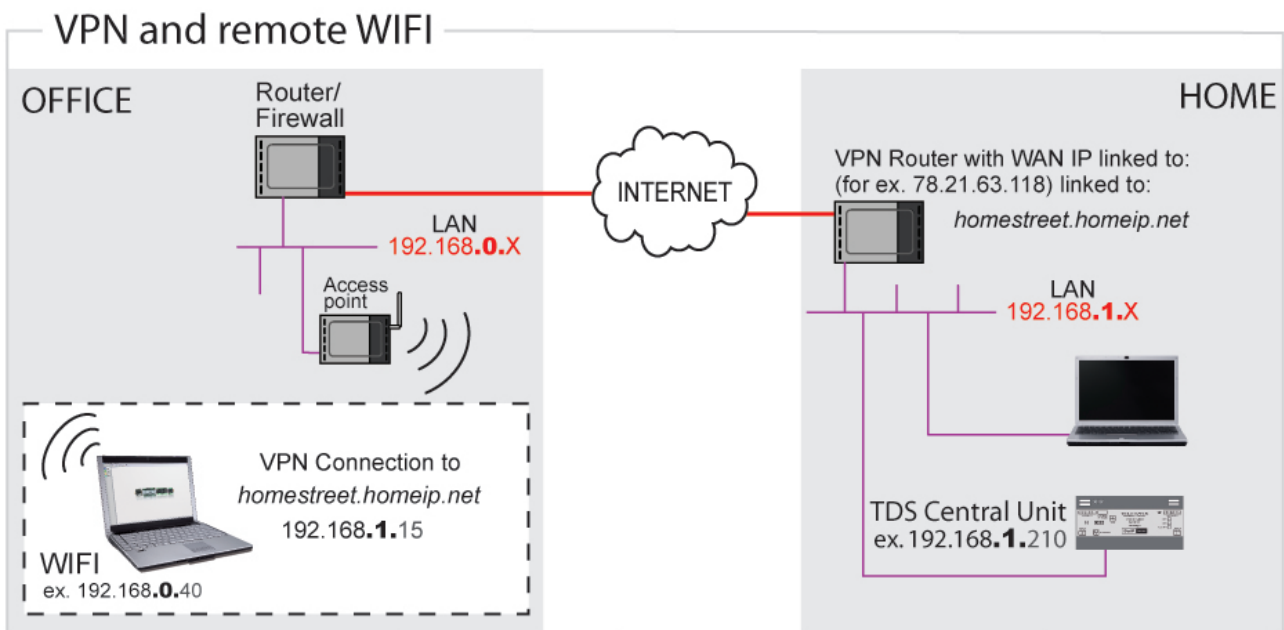 VPN and remote WIFI
OFFICE
Router/
Firewall
LAN
192.168.0.X
Access
point
VPN Connection to
homestreet.homeip.net
192.168.1.15
WIFI
ex. 192.168.0.40
INTERNET
HOME
VPN Router with WAN IP linked to:
(for ex. 78.21.63.118) linked to:
homestreet.homeip.net
LAN
192.168.1.X
TDS Central Unit
ex. 192.168.1.210